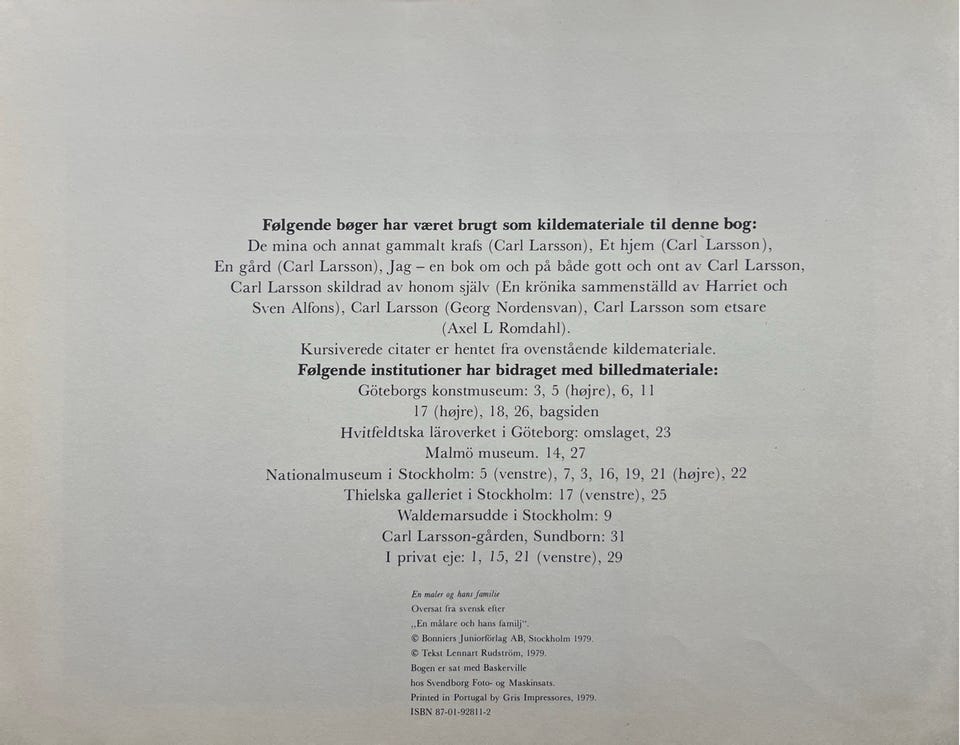 Følgende bøger har været brugt som kildemateriale til denne bog:
De mina och annat gammalt krafs (Carl Larsson), Et hjem (Carl Larsson),
En gård (Carl Larsson), Jag – en bok om och på både gott och ont av Carl Larsson,
Carl Larsson skildrad av honom själv (En krönika sammenställd av Harriet och
Sven Alfons), Carl Larsson (Georg Nordensvan), Carl Larsson som etsare
(Axel L Romdahl).
Kursiverede citater er hentet fra ovenstående kildemateriale.
Følgende institutioner har bidraget med billedmateriale:
Göteborgs konstmuseum: 3, 5 (højre), 6, 11
17 (højre), 18, 26, bagsiden
Hvitfeldtska läroverket i Göteborg: omslaget, 23
Malmö museum. 14, 27
Nationalmuseum i Stockholm: 5 (venstre), 7, 3, 16, 19, 21 (højre), 22
Thielska galleriet i Stockholm: 17 (venstre), 25
Waldemarsudde i Stockholm: 9
Carl Larsson-gården, Sundborn: 31
I privat eje: 1, 15, 21 (venstre), 29
En maler og hans familie
Oversat fra svensk efter
„En målare och hans familj”.
© Bonniers Juniorförlag AB, Stockholm 1979.
© Tekst Lennart Rudström, 1979.
Bogen er sat med Baskerville
hos Svendborg Foto- og Maskinsats.
Printed in Portugal by Gris Impressores, 1979.
ISBN 87-01-92811-2